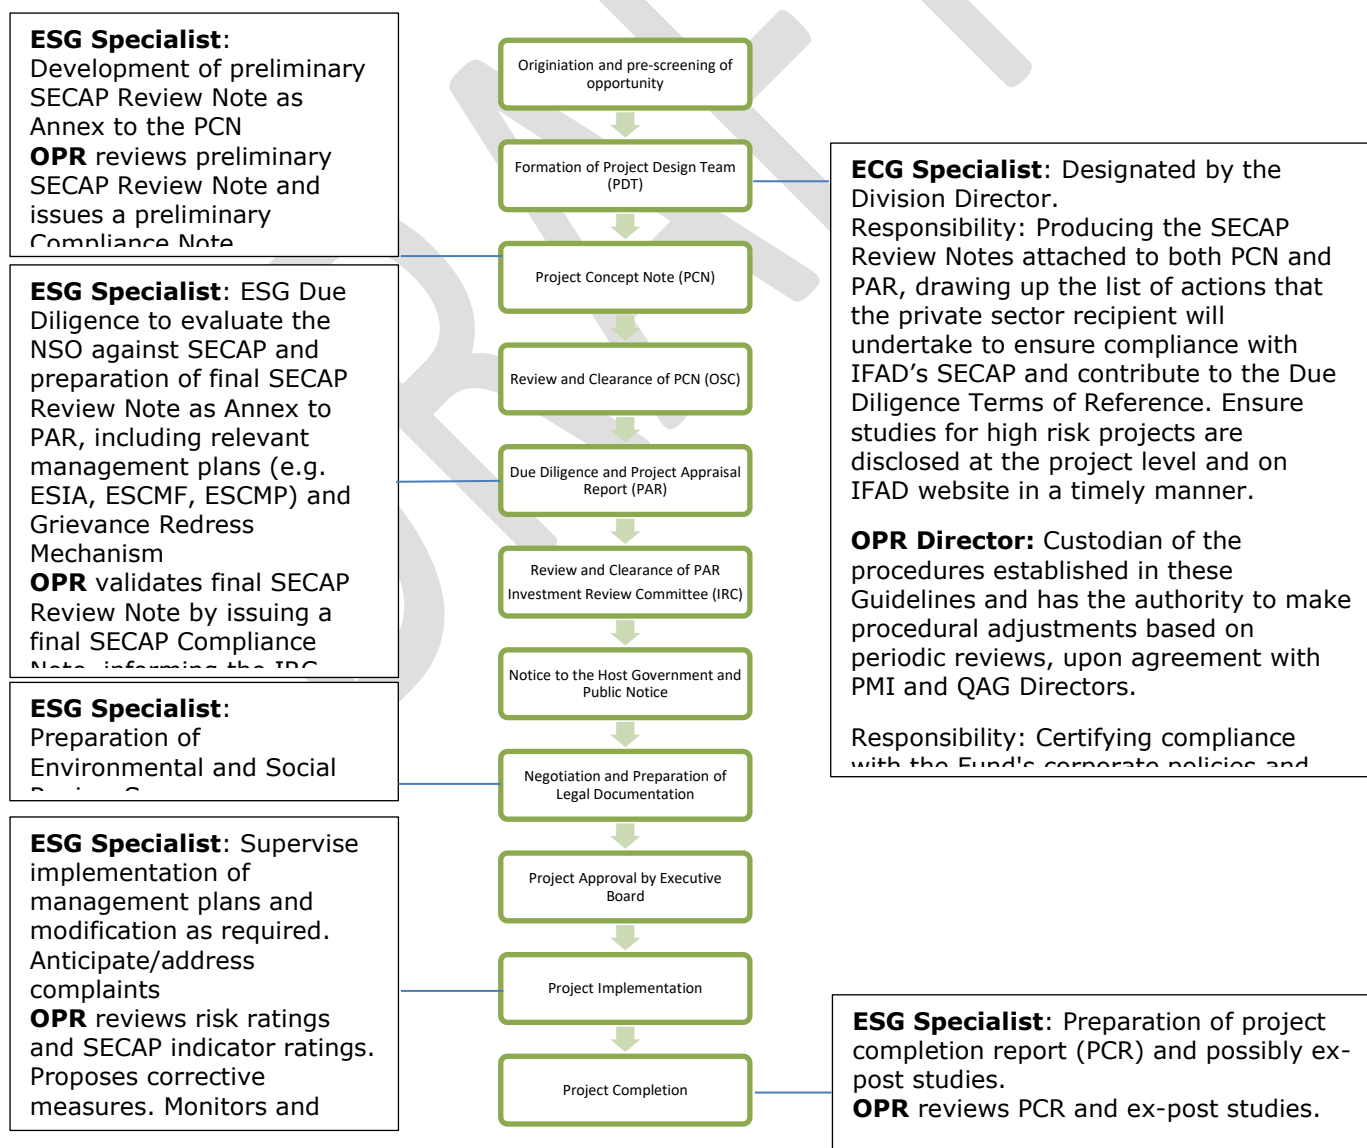 ESG Specialist:
Development of preliminary
SECAP Review Note as
Annex to the PCN
OPR reviews preliminary
SECAP Review Note and
issues a preliminary
Compliance Note
ESG Specialist: ESG Due
Diligence to evaluate the
NSO against SECAP and
preparation of final SECAP
Review Note as Annex to
PAR, including relevant
management plans (e.g.
ESIA, ESCMF, ESCMP) and
Grievance Redress
Mechanism
OPR validates final SECAP
Review Note by issuing a
final SECAP Compliance
Note, informing the IRC
ESG Specialist:
Preparation of
Environmental and Social
ESG Specialist: Supervise
implementation of
management plans and
modification as required.
Anticipate/address
complaints
OPR reviews risk ratings
and SECAP indicator ratings.
Proposes corrective
measures. Monitors and
Originiation and pre-screening of
opportunity
Formation of Project Design Team
(PDT)
Project Concept Note (PCN)
Review and Clearance of PCN (OSC)
Due Diligence and Project Appraisal
Report (PAR)
Review and Clearance of PAR
Investment Review Committee (IRC)
Notice to the Host Government and
Public Notice
Negotiation and Preparation of
Legal Documentation
Project Approval by Executive
Board
Project Implementation
Project Completion
ECG Specialist: Designated by the
Division Director.
Responsibility: Producing the SECAP
Review Notes attached to both PCN and
PAR, drawing up the list of actions that
the private sector recipient will
undertake to ensure compliance with
IFAD’s SECAP and contribute to the Due
Diligence Terms of Reference. Ensure
studies for high risk projects are
disclosed at the project level and on
IFAD website in a timely manner.
OPR Director: Custodian of the
procedures established in these
Guidelines and has the authority to make
procedural adjustments based on
periodic reviews, upon agreement with
PMI and QAG Directors.
Responsibility: Certifying compliance
with the Fund's corporate policies and
ESG Specialist: Preparation of project
completion report (PCR) and possibly ex-
post studies.
OPR reviews PCR and ex-post studies.